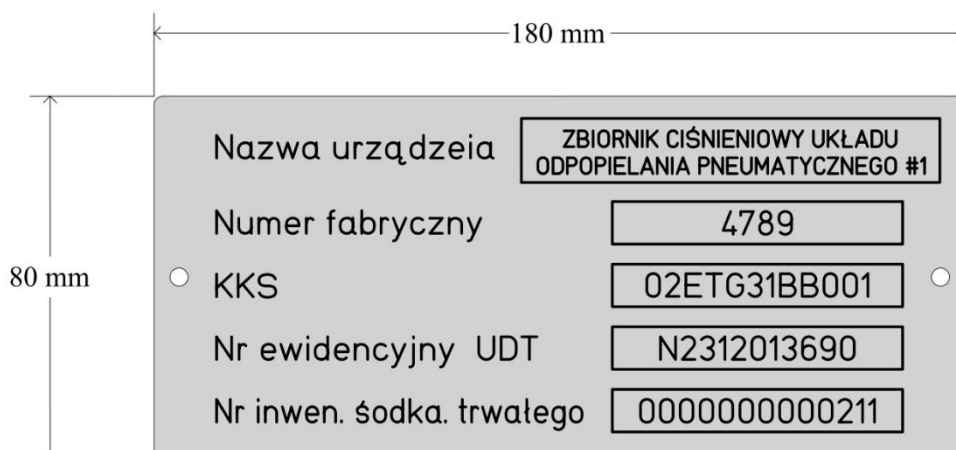 180 mm
80 mm
Nazwa urządzeia
ZBIORNIK CIŚNIENIOWY UKŁADU
ODPOPIELANIA PNEUMATYCZNEGO #1
Numer fabryczny 4789
KKS 02ETG31BB001
Nr ewidencyjny UDT N2312013690
Nr inwen. śodka. trwałego 0000000000211